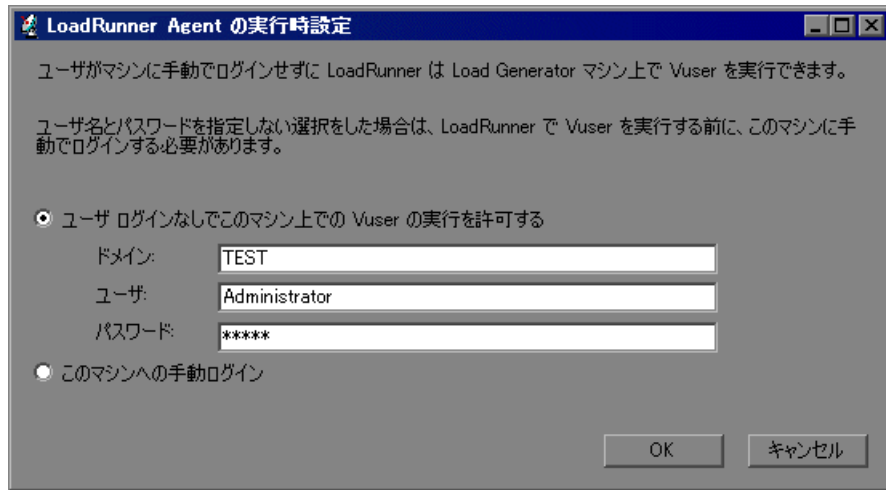 LoadRunner Agent の実行時設定
ユーザがマシンに手動でログインせずに LoadRunner は Load Generator マシン上で Vuser を実行できます。
ユーザ名とパスワードを指定しない選択をした場合は、LoadRunner で Vuser を実行する前に、このマシンに手
動でログインする必要があります。
ユーザ ログインなしでこのマシン上での Vuser の実行を許可する
ドメイン: TEST
ユーザ: Administrator
パスワード: *****
このマシンへの手動ログイン
OK キャンセル